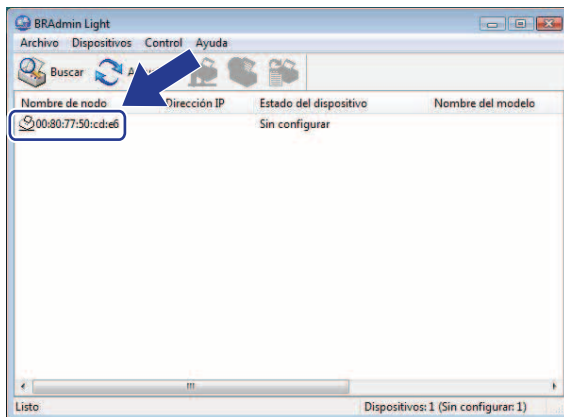 BRAdmin Light
Archivo Dispositivos Control Ayuda
Buscar
Nombre de nodo Dirección IP Estado del dispositivo Nombre del modelo
00:80:77:50:cd:e6 Sin configurar
Listo Dispositivos: 1 (Sin configurar: 1)